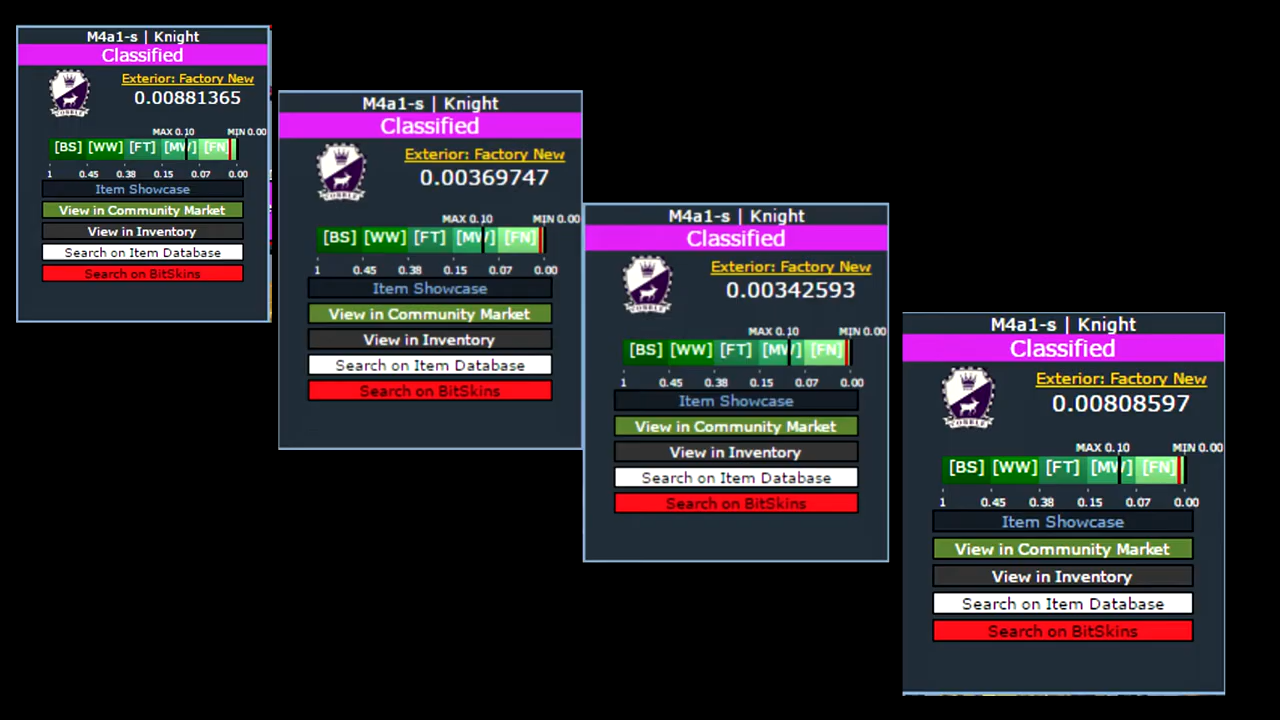 M4a1-s | Knight
Classified
Exterior: Factory New
0.00881365
MAX 0.10 MIN 0.00
[BS] [WW] [FT] [MW] [FN]
1 0.45 0.38 0.15 0.07 0.00
Item Showcase
View in Community Market
View in Inventory
Search on Item Database
Search on BitSkins
M4a1-s | Knight
Classified
Exterior: Factory New
0.00369747
COBBLE
MAX 0.10 MIN 0.00
[BS] [WW] [FT] [MW] [FN]
1 0.45 0.38 0.15 0.07 0.00
Item Showcase
View in Community Market
View in Inventory
Search on Item Database
Search on BitSkins
M4a1-s | Knight
Classified
Exterior: Factory New
0.00342593
COBBLE
MAX 0.10 MIN 0.00
[BS] [WW] [FT] [MW] [FN]
1 0.45 0.38 0.15 0.07 0.00
Item Showcase
View in Community Market
View in Inventory
Search on Item Database
Search on BitSkins
M4a1-s | Knight
Classified
Exterior: Factory New
0.00808597
COBBLE
MAX 0.10 MIN 0.00
[BS] [WW] [FT] [MW] [FN]
1 0.45 0.38 0.15 0.07 0.00
Item Showcase
View in Community Market
View in Inventory
Search on Item Database
Search on BitSkins